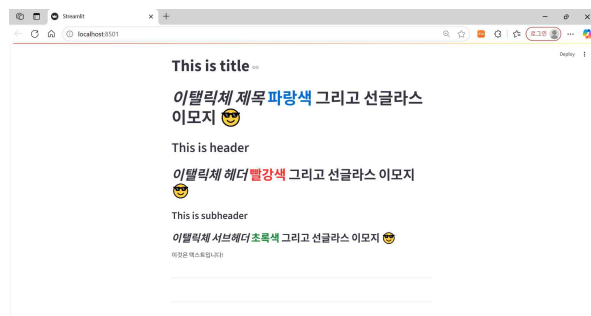 Streamlit
localhost:8501
로그인
Deploy
This is title
이탤릭체 제목 파랑색 그리고 선글라스
이모지 😎
This is header
이탤릭체 헤더 빨강색 그리고 선글라스 이모지
😎
This is subheader
이탤릭체 서브헤더 초록색 그리고 선글라스 이모지 😎
이것은 텍스트입니다!